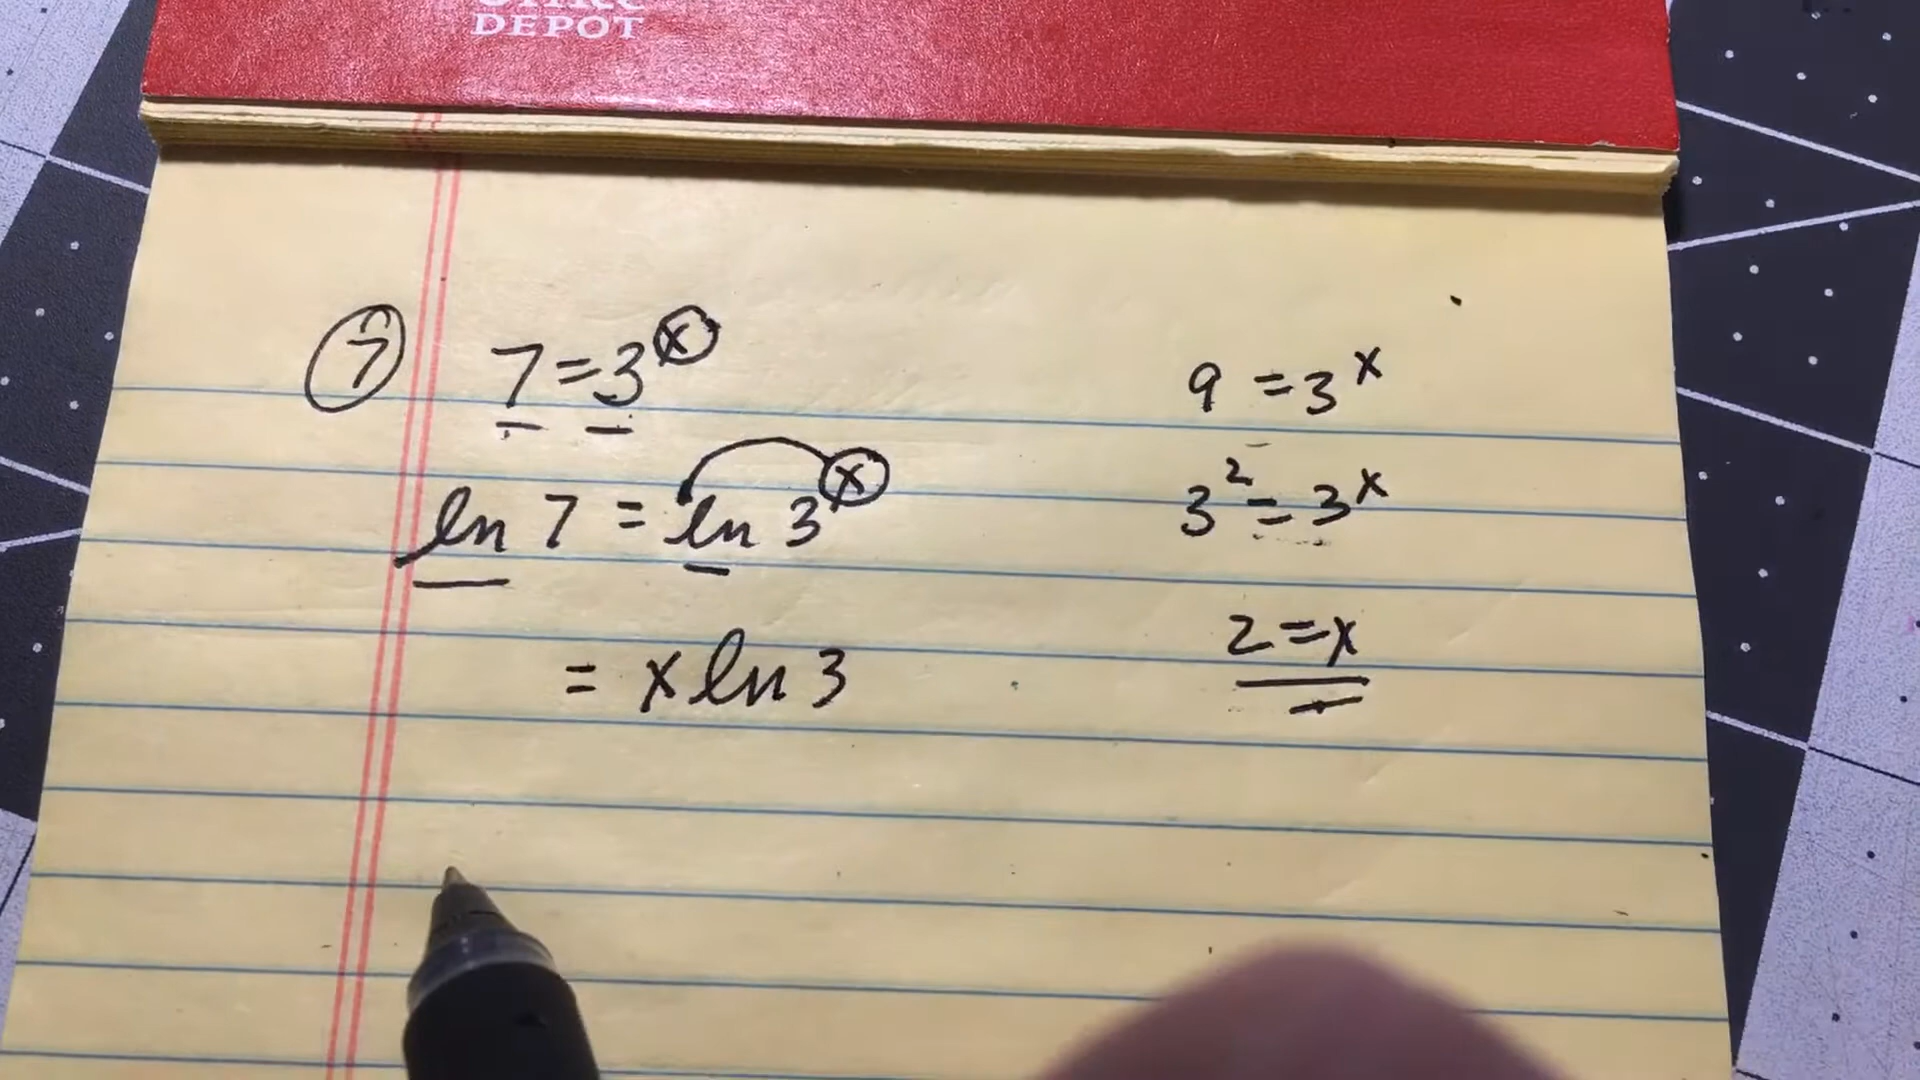 DEPOT
⑦ 7 = 3^x
ln 7 = ln 3^x
= x ln 3
9 = 3^x
3^2 = 3^x
2 = x